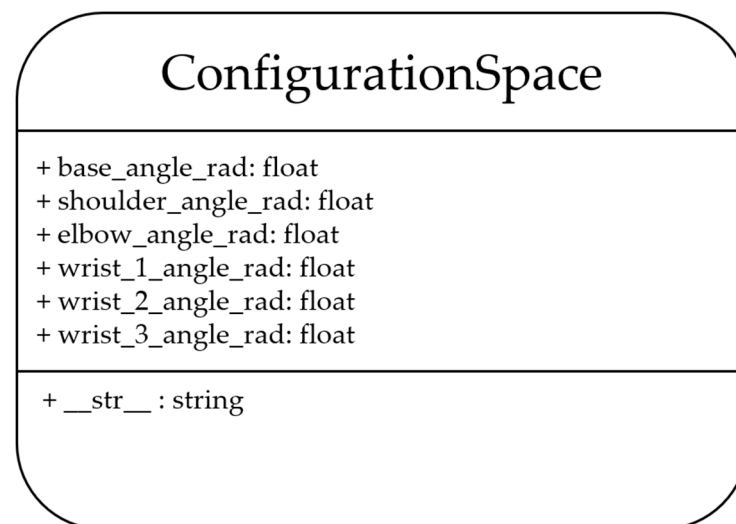 ConfigurationSpace
+ base_angle_rad: float
+ shoulder_angle_rad: float
+ elbow_angle_rad: float
+ wrist_1_angle_rad: float
+ wrist_2_angle_rad: float
+ wrist_3_angle_rad: float
+ __str__ : string